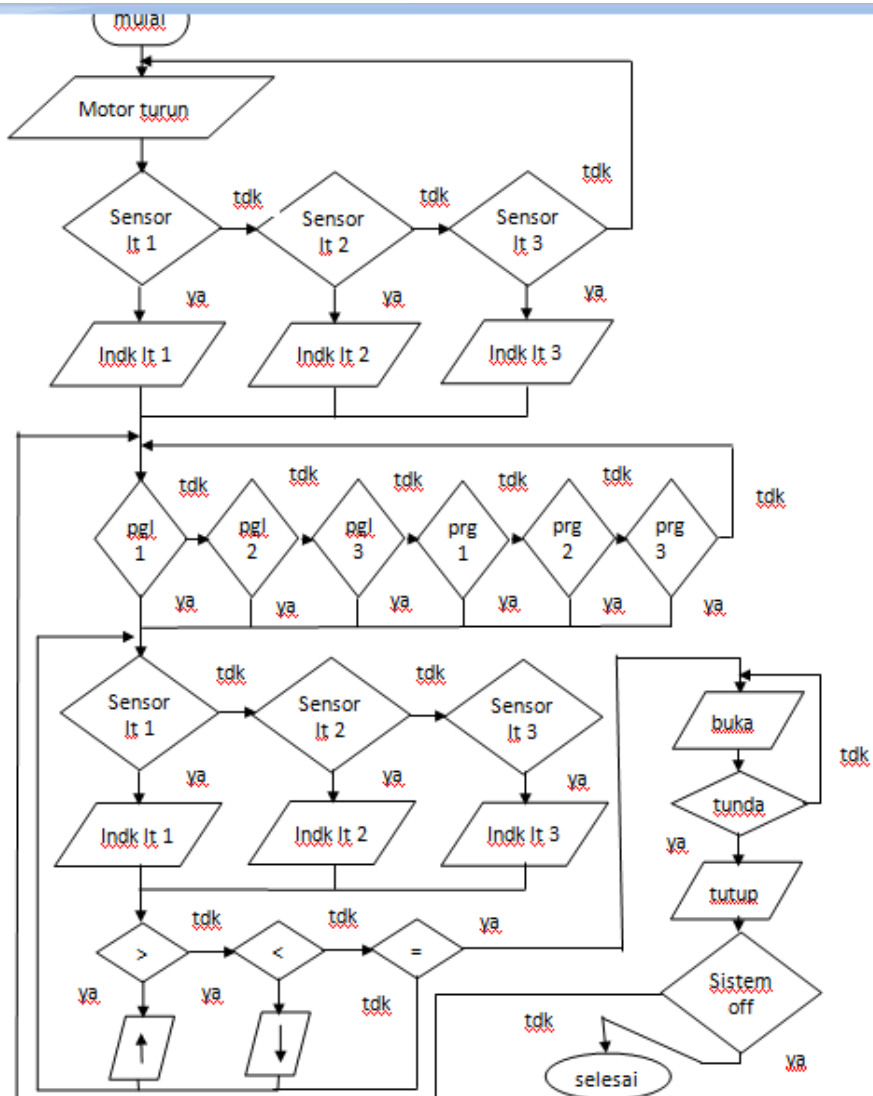 mulai
Motor turun
tdk
Sensor
lt 1
tdk
Sensor
lt 2
tdk
Sensor
lt 3
ya
ya
ya
Indk lt 1
Indk lt 2
Indk lt 3
tdk
tdk
tdk
tdk
tdk
tdk
pgl
1
pgl
2
pgl
3
prg
1
prg
2
prg
3
ya
ya
ya
ya
ya
ya
tdk
tdk
Sensor
lt 1
Sensor
lt 2
Sensor
lt 3
ya
ya
ya
Indk lt 1
Indk lt 2
Indk lt 3
tdk
tdk
ya
>
<
=
ya
ya
tdk
buka
tdk
tunda
ya
tutup
Sistem
off
tdk
ya
selesai